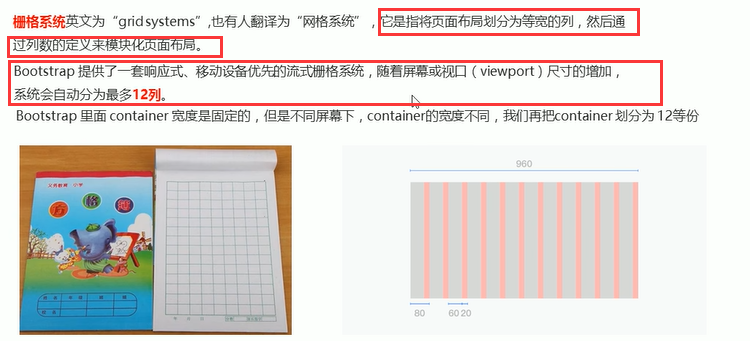 栅格系统英文为“grid systems”,也有人翻译为“网格系统”，它是指将页面布局划分为等宽的列，然后通
过列数的定义来模块化页面布局。
Bootstrap 提供了一套响应式、移动设备优先的流式栅格系统，随着屏幕或视口（viewport）尺寸的增加，
系统会自动分为最多12列。
Bootstrap 里面 container 宽度是固定的，但是不同屏幕下，container的宽度不同，我们再把container 划分为 12等份
方格
960
80
60 20